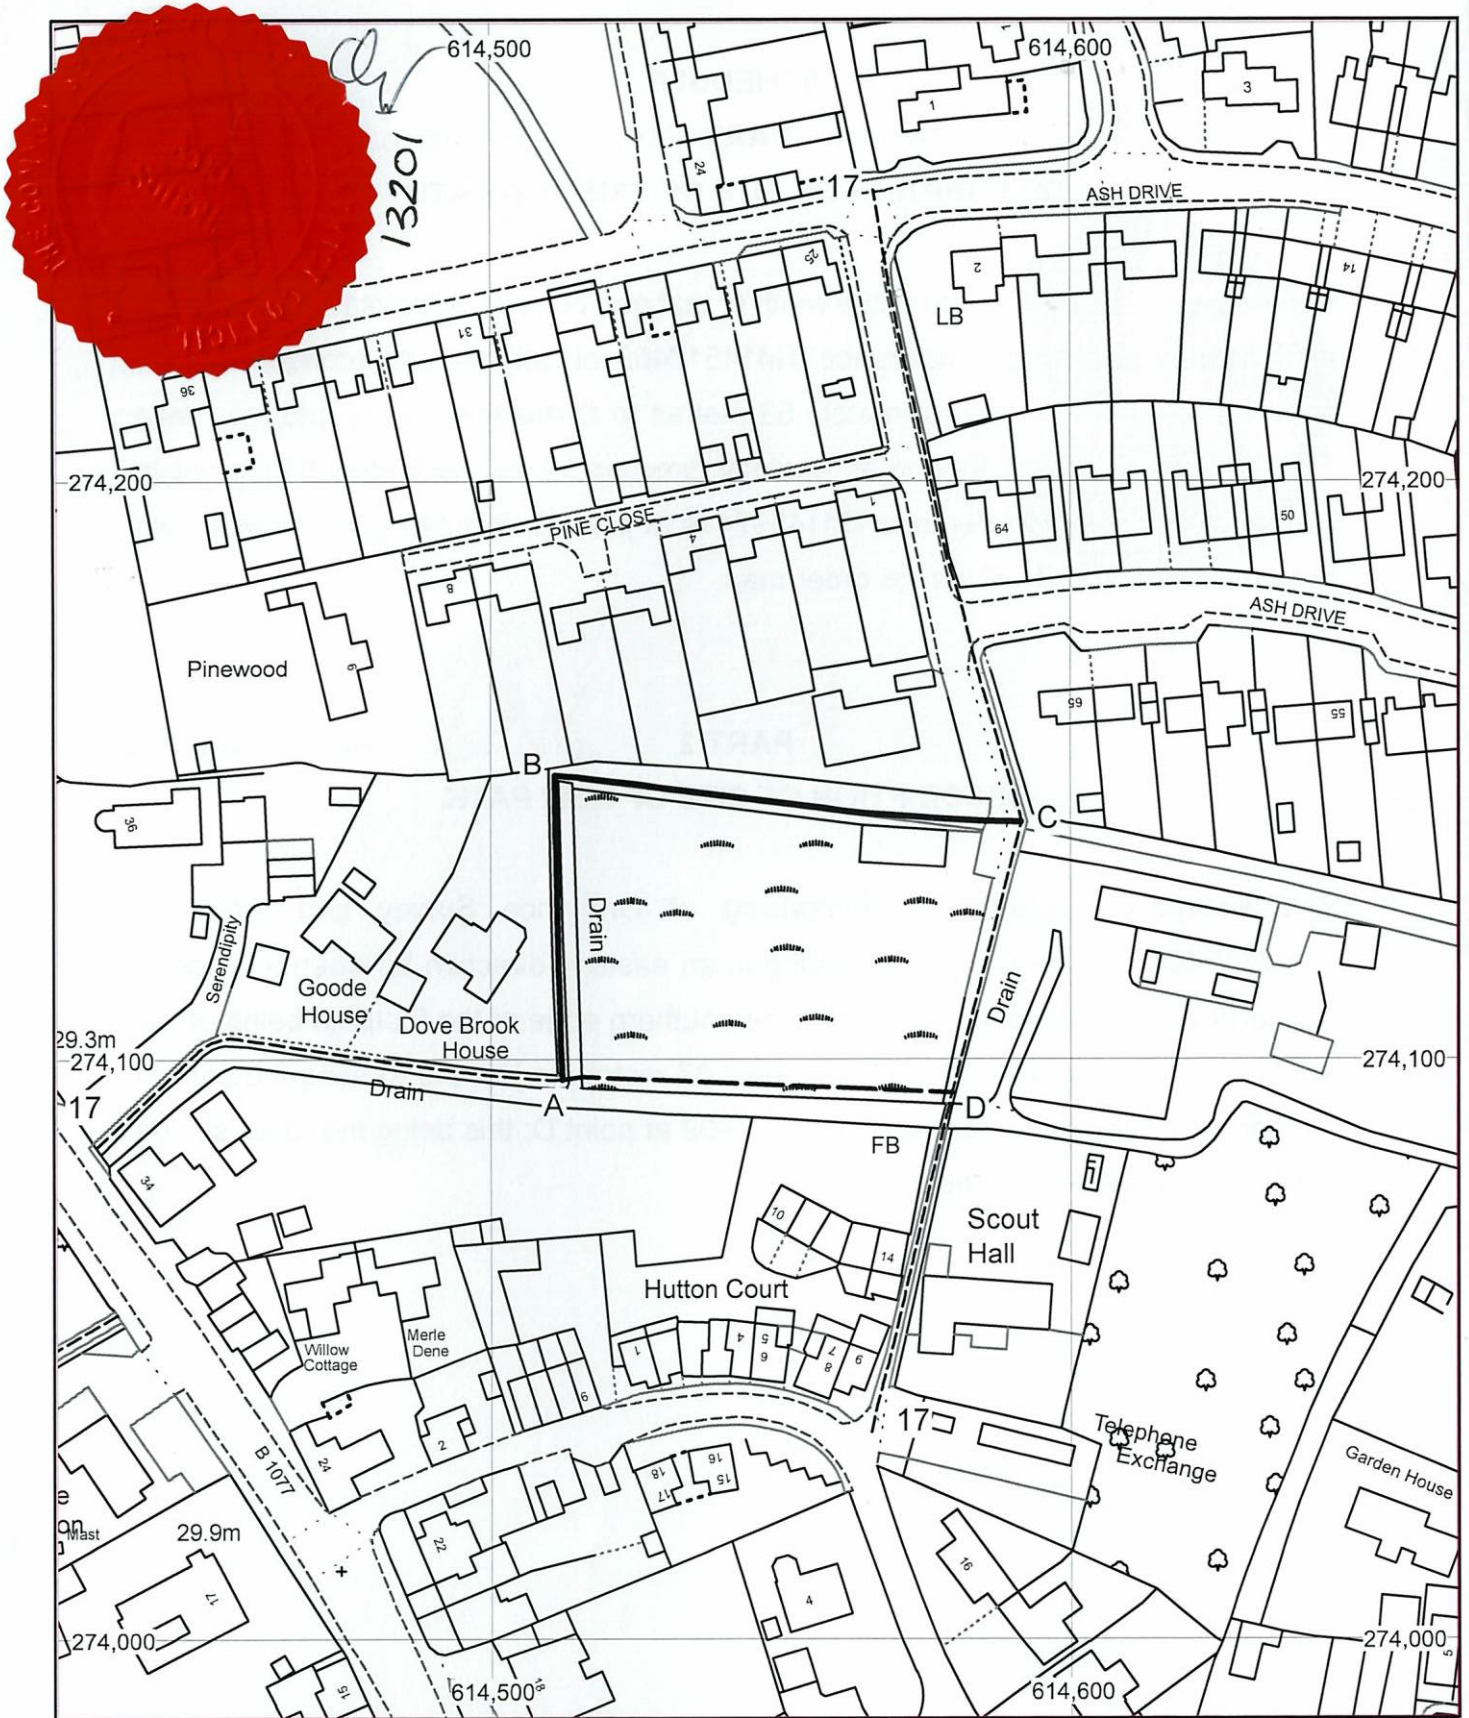 614,500
614,600
13201
1
3
24
17
ASH DRIVE
25
2
14
LB
31
36
274,200
274,200
PINE CLOSE
1
4
64
50
8
ASH DRIVE
Pinewood
9
65
55
B
C
36
Drain
Serendipity
Goode
House
Dove Brook
House
Drain
29.3m
274,100
274,100
Drain
17
A
D
FB
34
10
14
Scout
Hall
Hutton Court
Willow
Cottage
Merle
Dene
1
4
5
6
7
8
9
9
17
Telephone
Exchange
Garden House
2
24
B 1077
18
17
16
15
e
on
Mast
29.9m
22
16
17
4
274,000
274,000
15
18
5
614,500
614,600